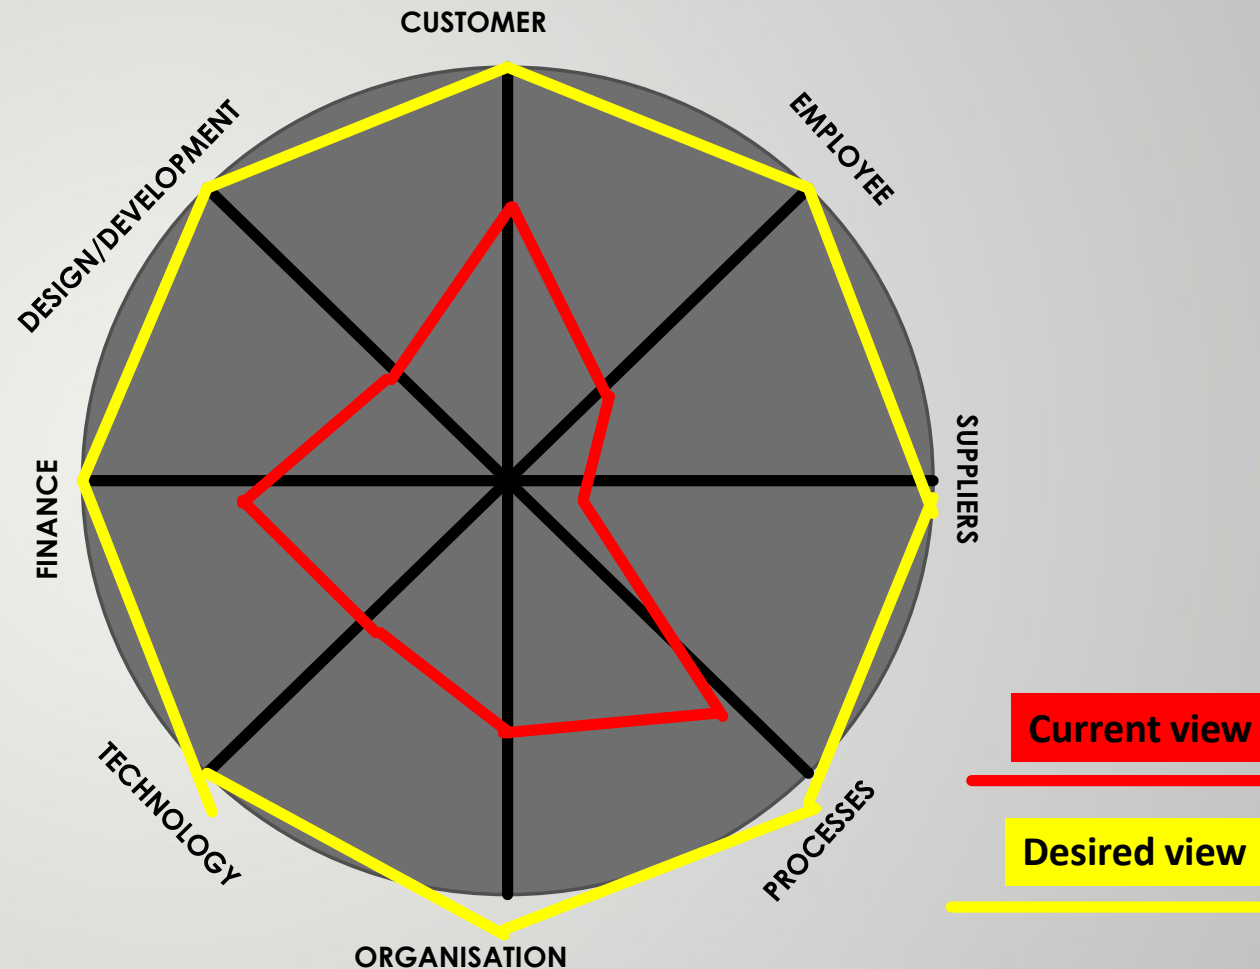 CUSTOMER
EMPLOYEE
DESIGN/DEVELOPMENT
SUPPLIERS
FINANCE
Current view
TECHNOLOGY
PROCESSES
Desired view
ORGANISATION